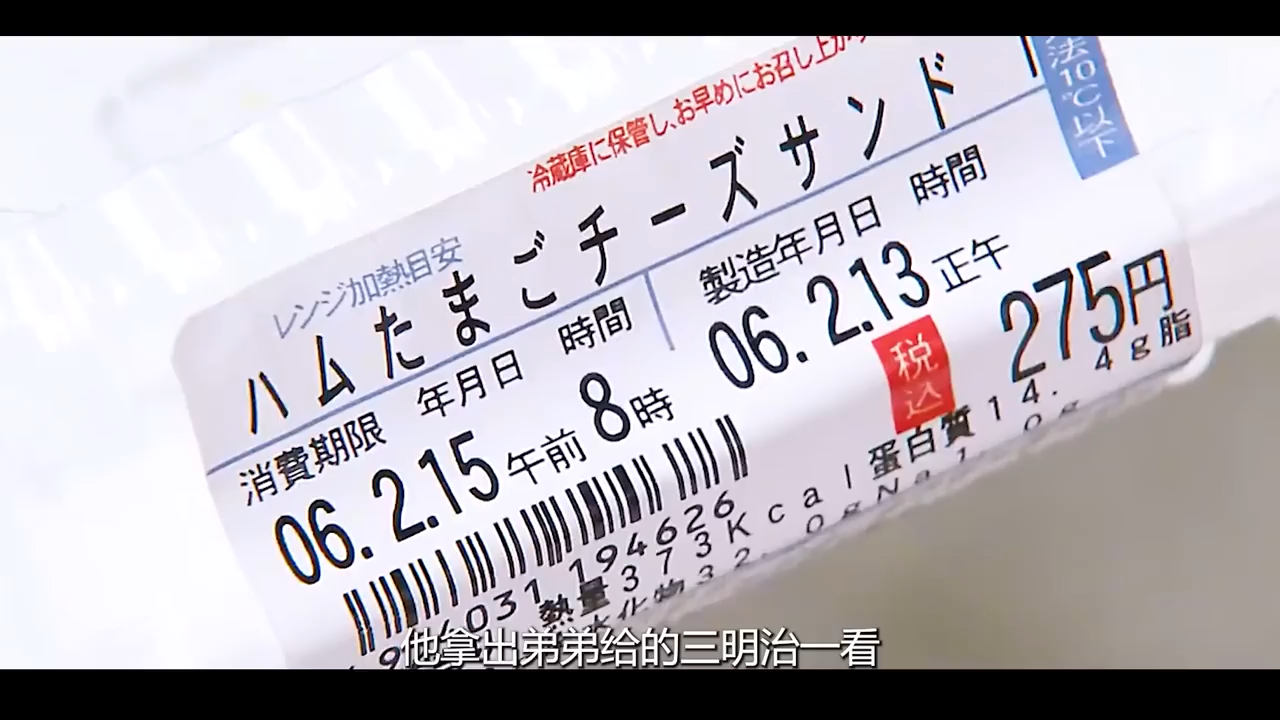 冷蔵庫に保管し、お早めにお召し上が
法10℃以下
レンジ加熱目安
ハムたまごチーズサンド
消費期限 年月日 時間
06. 2.15 午前 8時
製造年月日 時間
06. 2.13 正午
税込
275円
194626
熱量373Kcal蛋白質14.4g脂
他拿出弟弟给的三明治一看